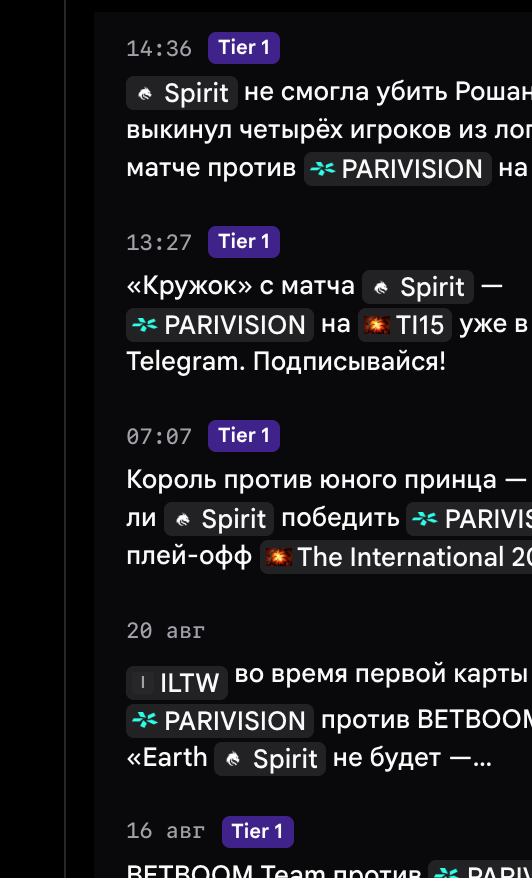 14:36 Tier 1
Spirit не смогла убить Рошан
выкинул четырёх игроков из
матче против PARIVISION на
13:27 Tier 1
«Кружок» с матча Spirit —
PARIVISION на TI15 уже в
Telegram. Подписывайся!
07:07 Tier 1
Король против юного принца —
ли Spirit победить
плей-офф The International
20 авг
ILTW во время первой карты
PARIVISION против BETBOOM
«Earth Spirit не будет —...
16 авг Tier 1
BETBOOM Team против